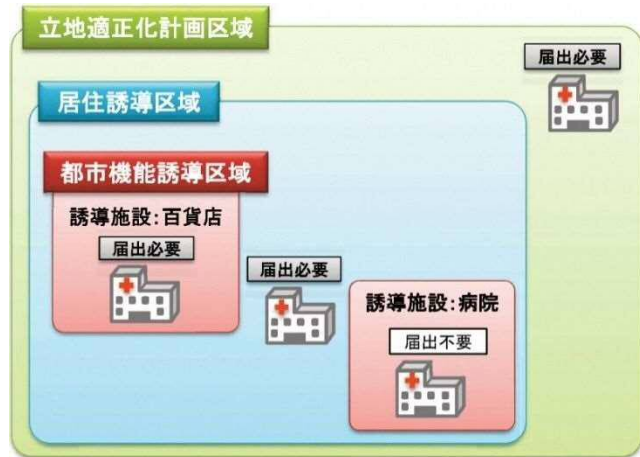 立地適正化計画区域
届出必要
居住誘導区域
都市機能誘導区域
誘導施設:百貨店
届出必要
届出必要
誘導施設:病院
届出不要